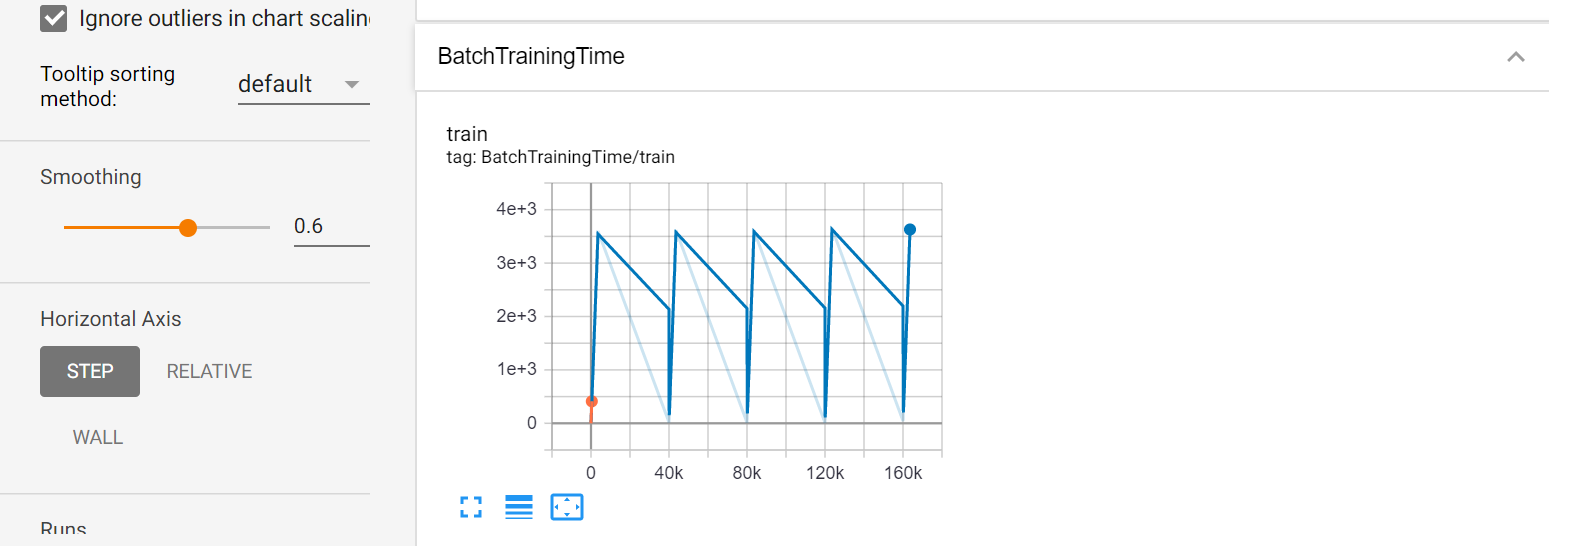 Ignore outliers in chart scalin
Tooltip sorting
method:
default
Smoothing
0.6
Horizontal Axis
STEP
RELATIVE
WALL
Runs
BatchTrainingTime
train
tag: BatchTrainingTime/train
4e+3
3e+3
2e+3
1e+3
0
0 40k 80k 120k 160k